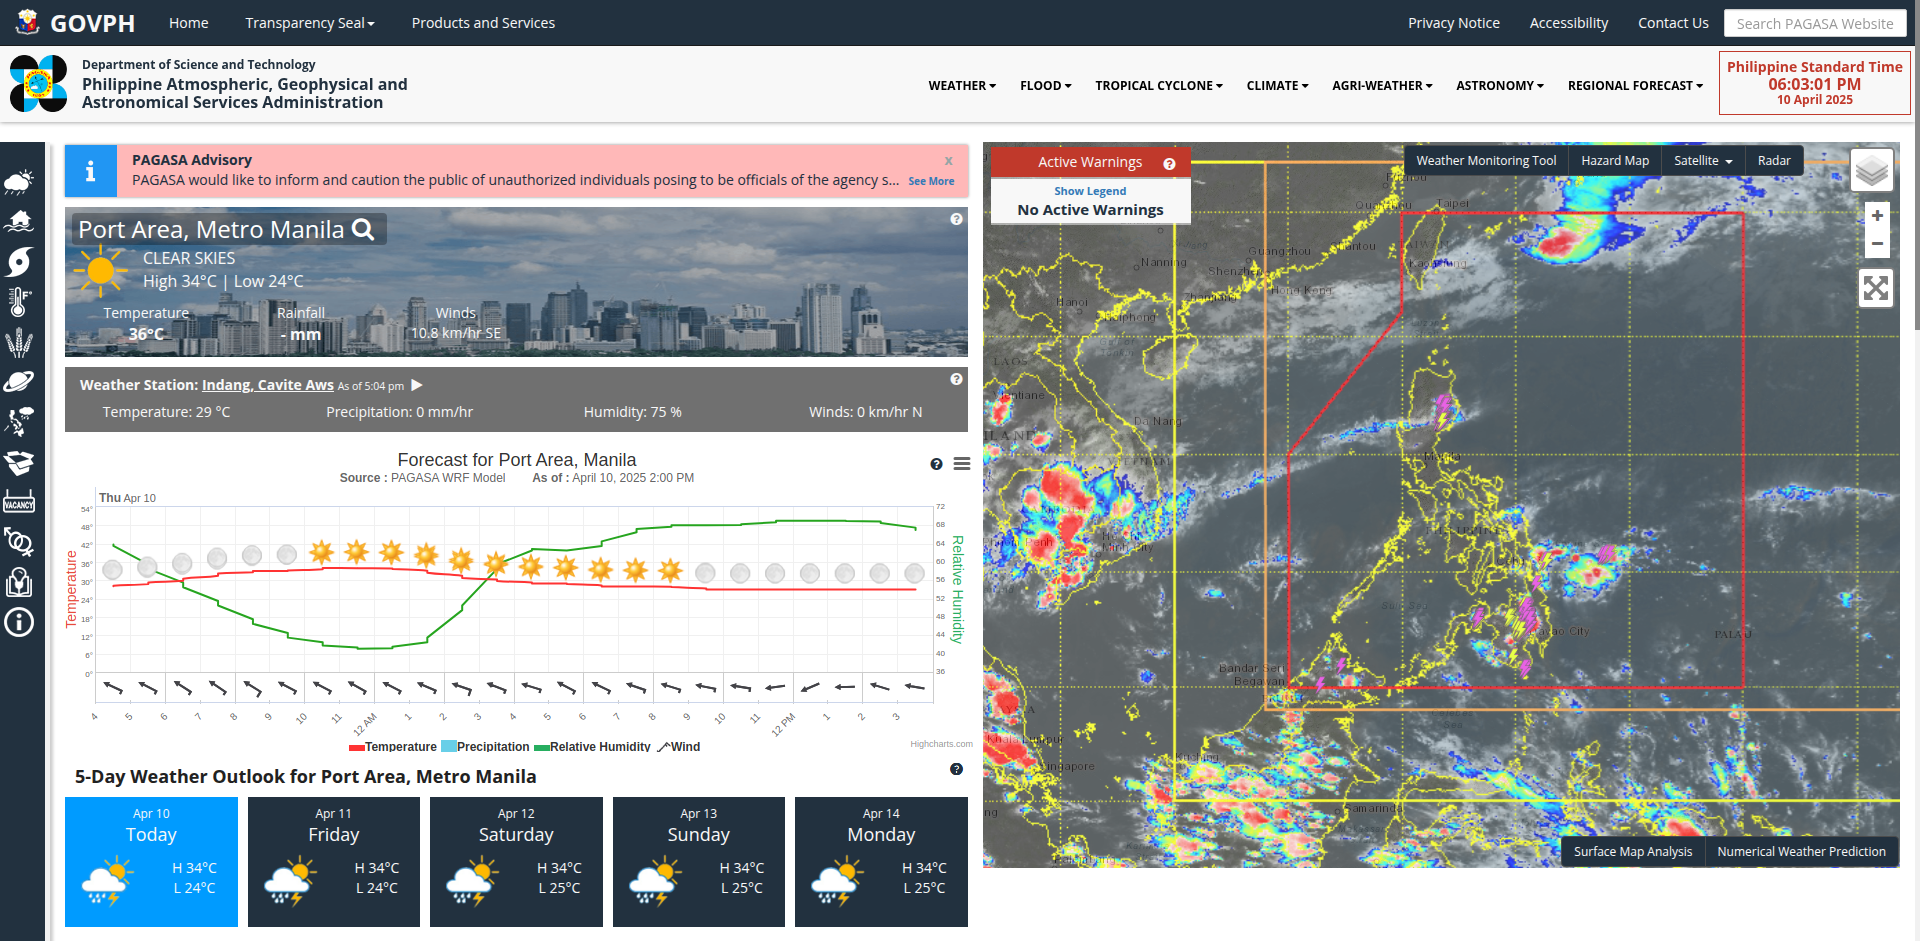 GOVPH
Home
Transparency Seal
Products and Services
Privacy Notice
Accessibility
Contact Us
Search PAGASA Website
Department of Science and Technology
Philippine Atmospheric, Geophysical and
Astronomical Services Administration
WEATHER
FLOOD
TROPICAL CYCLONE
CLIMATE
AGRI-WEATHER
ASTRONOMY
REGIONAL FORECAST
Philippine Standard Time
06:03:01 PM
10 April 2025
F°
VACANCY
PAGASA Advisory
x
PAGASA would like to inform and caution the public of unauthorized individuals posing to be officials of the agency s... See More
Port Area, Metro Manila
CLEAR SKIES
High 34°C | Low 24°C
Temperature
Rainfall
Winds
36°C
- mm
10.8 km/hr SE
Weather Station: Indang, Cavite Aws As of 5:04 pm
Temperature: 29 °C
Precipitation: 0 mm/hr
Humidity: 75 %
Winds: 0 km/hr N
Forecast for Port Area, Manila
Source : PAGASA WRF Model As of : April 10, 2025 2:00 PM
Thu Apr 10
Temperature
54°
48°
42°
36°
30°
24°
18°
12°
6°
0°
72
68
64
60
56
52
48
44
40
36
Relative Humidity
4 5 6 7 8 9 10 11 12 AM 1 2 3 4 5 6 7 8 9 10 11 12 PM 1 2 3
Temperature Precipitation Relative Humidity Wind
Highcharts.com
5-Day Weather Outlook for Port Area, Metro Manila
Apr 10
Today
H 34°C
L 24°C
Apr 11
Friday
H 34°C
L 24°C
Apr 12
Saturday
H 34°C
L 25°C
Apr 13
Sunday
H 34°C
L 25°C
Apr 14
Monday
H 34°C
L 25°C
Active Warnings
Show Legend
No Active Warnings
Weather Monitoring Tool
Hazard Map
Satellite
Radar
+
−
Taipei
Guangzhou
Shantou
Nanning
Shenzhen
Hong Kong
Hanoi
Haiphong
Da Nang
Manila
Davao City
PALAU
Bandar Seri
Begawan
Kuala Lumpur
Singapore
Kuching
Samarinda
Surface Map Analysis
Numerical Weather Prediction